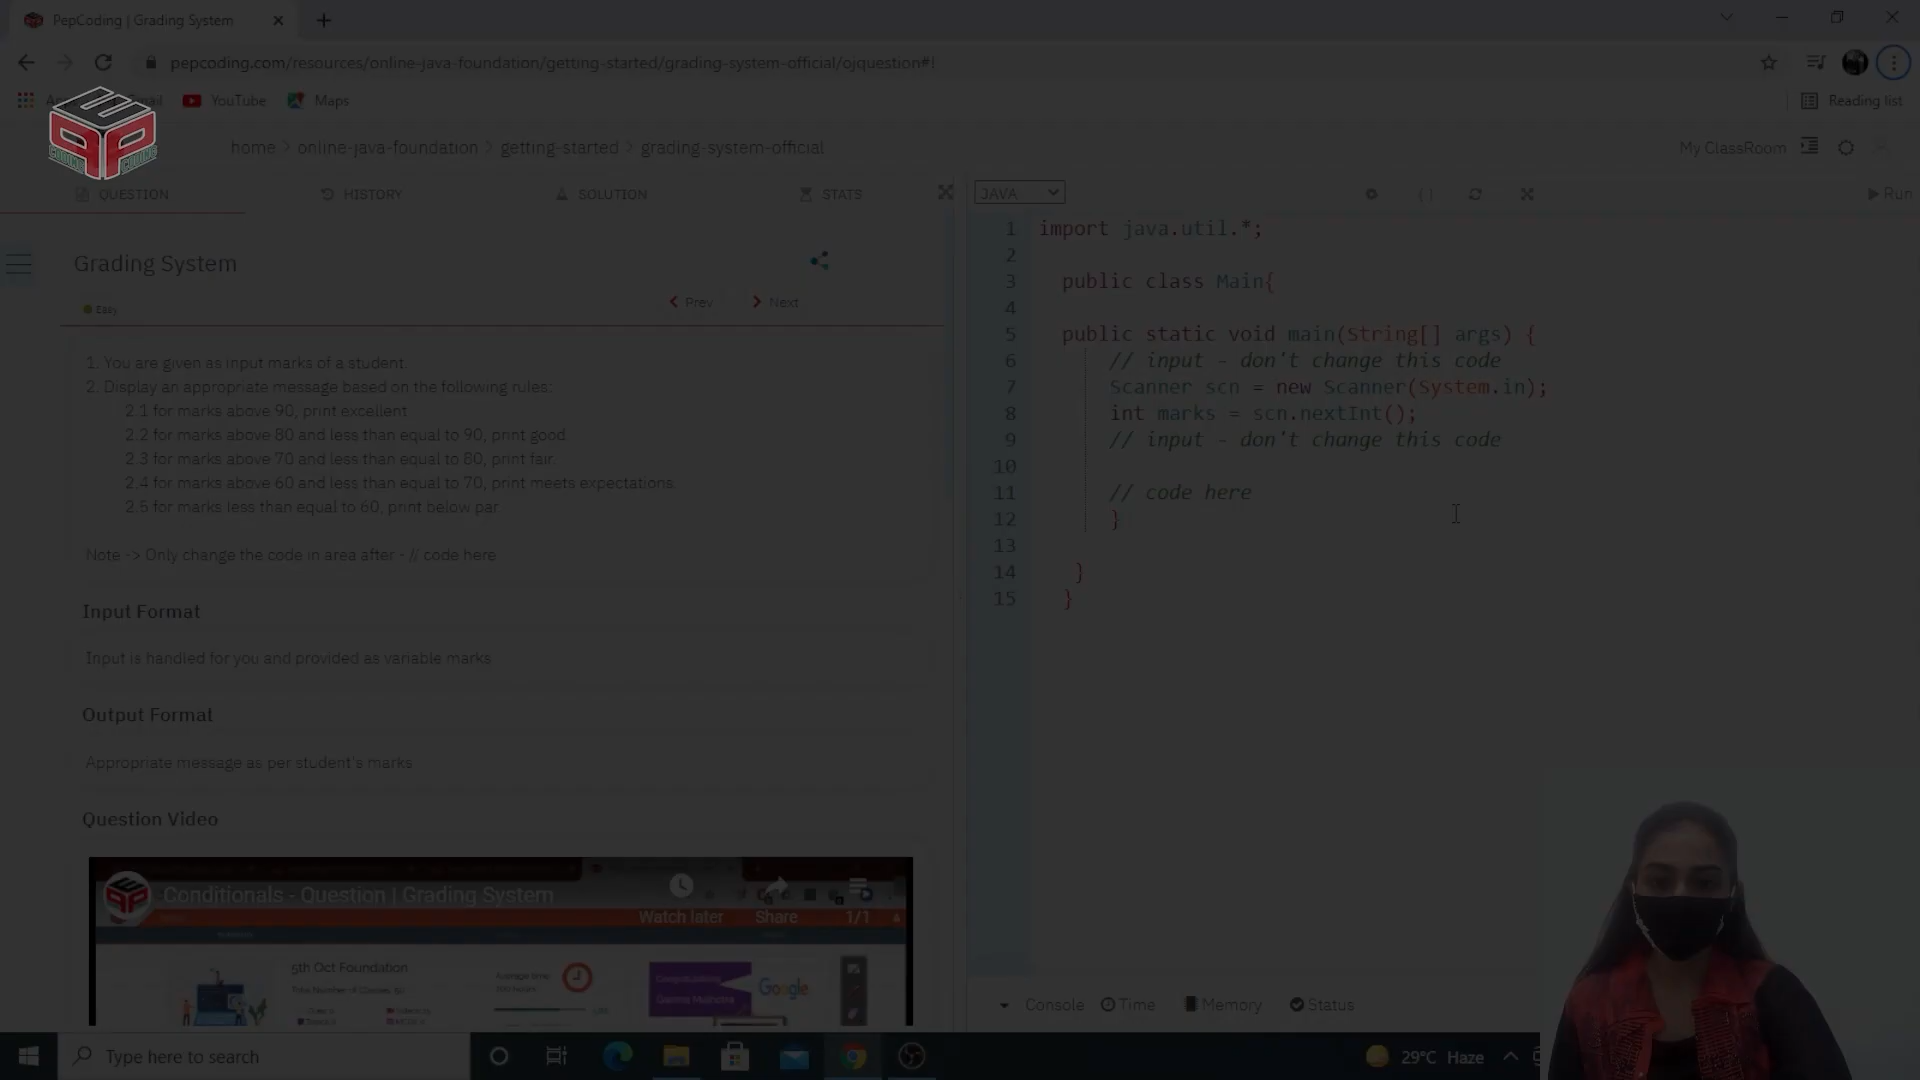 PepCoding | Grading System
pepcoding.com/resources/online-java-foundation/getting-started/grading-system-official/ojquestion#!
Gmail
YouTube
Maps
Reading list
home > online-java-foundation > getting-started > grading-system-official
My ClassRoom
QUESTION
HISTORY
SOLUTION
STATS
JAVA
Run
Grading System
Easy
Prev
Next
1. You are given as input marks of a student.
2. Display an appropriate message based on the following rules:
2.1 for marks above 90, print excellent.
2.2 for marks above 80 and less than equal to 90, print good.
2.3 for marks above 70 and less than equal to 80, print fair.
2.4 for marks above 60 and less than equal to 70, print meets expectations.
2.5 for marks less than equal to 60, print below par.
Note -> Only change the code in area after - // code here
Input Format
Input is handled for you and provided as variable marks
Output Format
Appropriate message as per student's marks
Question Video
Conditionals - Question | Grading System
Watch later
Share
1/1
5th Oct Foundation
Average time
Google
1 import java.util.*;
2
3 public class Main{
4
5 public static void main(String[] args) {
6 // input - don't change this code
7 Scanner scn = new Scanner(System.in);
8 int marks = scn.nextInt();
9 // input - don't change this code
10
11 // code here
12 }
13
14 }
15 }
Console
Time
Memory
Status
Type here to search
29°C Haze